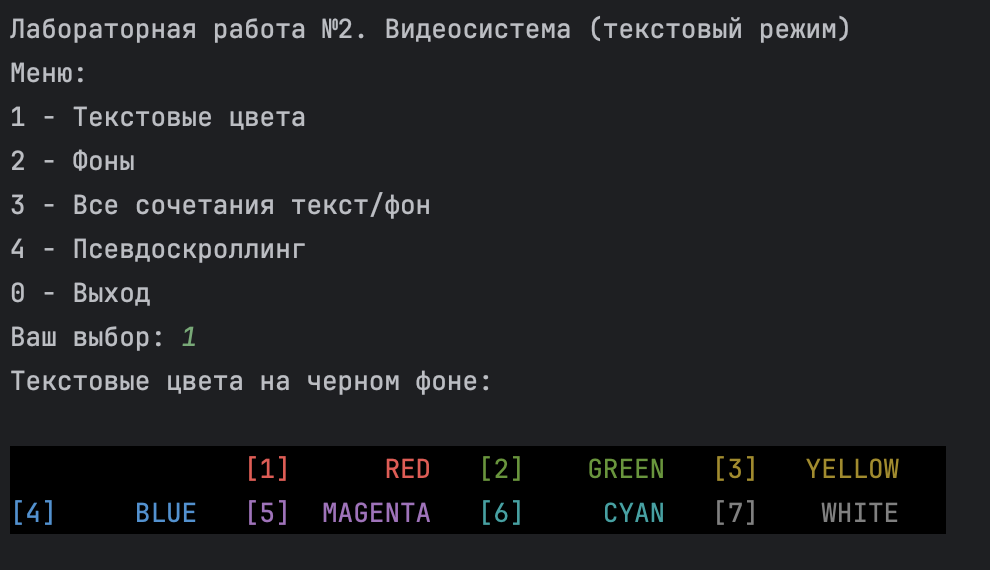 Лабораторная работа №2. Видеосистема (текстовый режим)
Меню:
1 - Текстовые цвета
2 - Фоны
3 - Все сочетания текст/фон
4 - Псевдоскроллинг
0 - Выход
Ваш выбор: 1
Текстовые цвета на черном фоне:
[1] RED [2] GREEN [3] YELLOW
[4] BLUE [5] MAGENTA [6] CYAN [7] WHITE